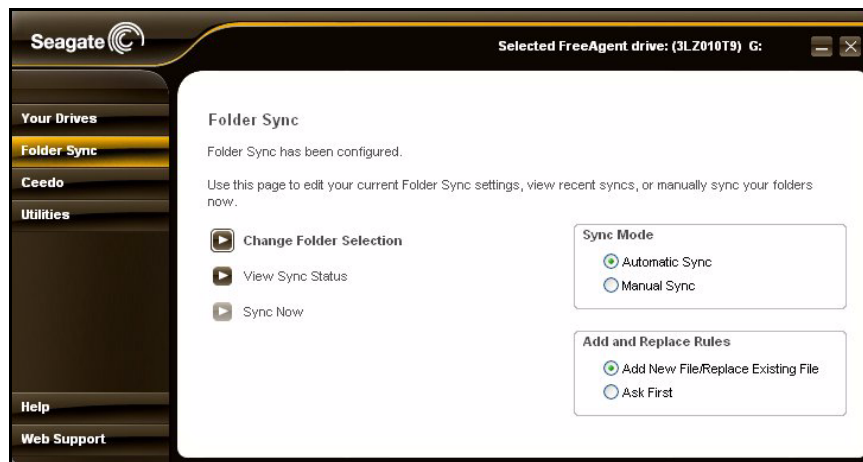 Seagate
Selected FreeAgent drive: (3LZ010T9) G:
Your Drives
Folder Sync
Ceedo
Utilities
Help
Web Support
Folder Sync
Folder Sync has been configured.
Use this page to edit your current Folder Sync settings, view recent syncs, or manually sync your folders
now.
Change Folder Selection
View Sync Status
Sync Now
Sync Mode
Automatic Sync
Manual Sync
Add and Replace Rules
Add New File/Replace Existing File
Ask First